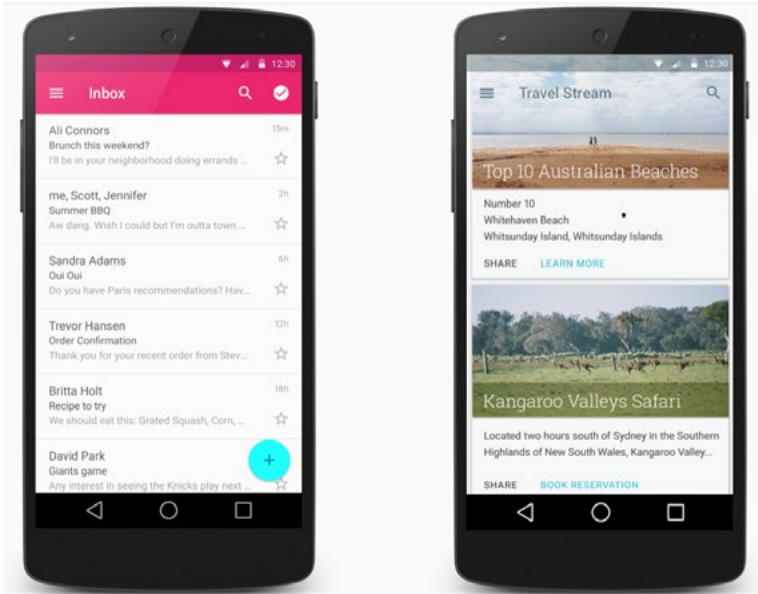 12:30
Inbox
Ali Connors
15m
Brunch this weekend?
I'll be in your neighborhood doing errands ...
me, Scott, Jennifer
2h
Summer BBQ
Aw dang. Wish I could but I'm outta town ...
Sandra Adams
6h
Oui Oui
Do you have Paris recommendations? Hav...
Trevor Hansen
12h
Order Confirmation
Thank you for your recent order from Stev...
Britta Holt
18h
Recipe to try
We should eat this: Grated Squash, Corn, ...
David Park
Giants game
Any interest in seeing the Knicks play next ...
12:30
Travel Stream
Top 10 Australian Beaches
Number 10
Whitehaven Beach
Whitsunday Island, Whitsunday Islands
SHARE LEARN MORE
Kangaroo Valleys Safari
Located two hours south of Sydney in the Southern
Highlands of New South Wales, Kangaroo Valley...
SHARE BOOK RESERVATION